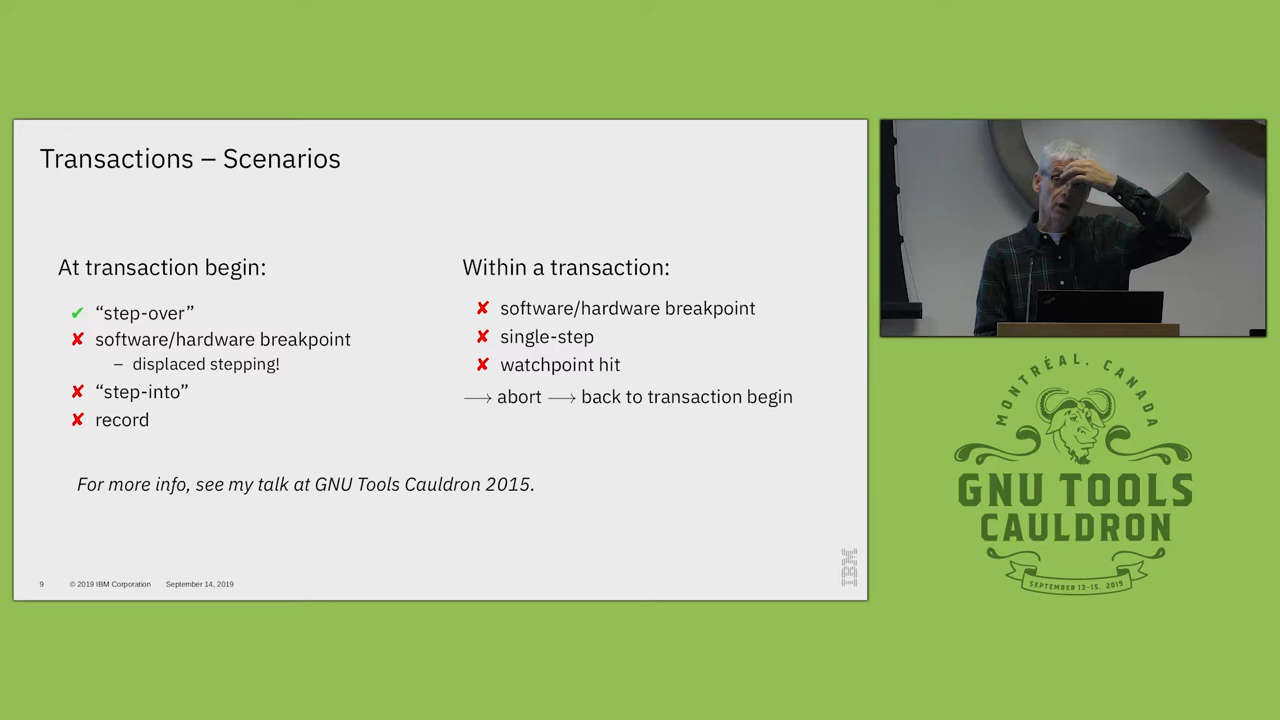 Transactions – Scenarios
At transaction begin:
✔ “step-over”
✘ software/hardware breakpoint
– displaced stepping!
✘ “step-into”
✘ record
Within a transaction:
✘ software/hardware breakpoint
✘ single-step
✘ watchpoint hit
⟶ abort ⟶ back to transaction begin
For more info, see my talk at GNU Tools Cauldron 2015.
9 © 2019 IBM Corporation September 14, 2019
IBM
MONTRÉAL, CANADA
GNU TOOLS
CAULDRON
SEPTEMBER 13-15, 2019